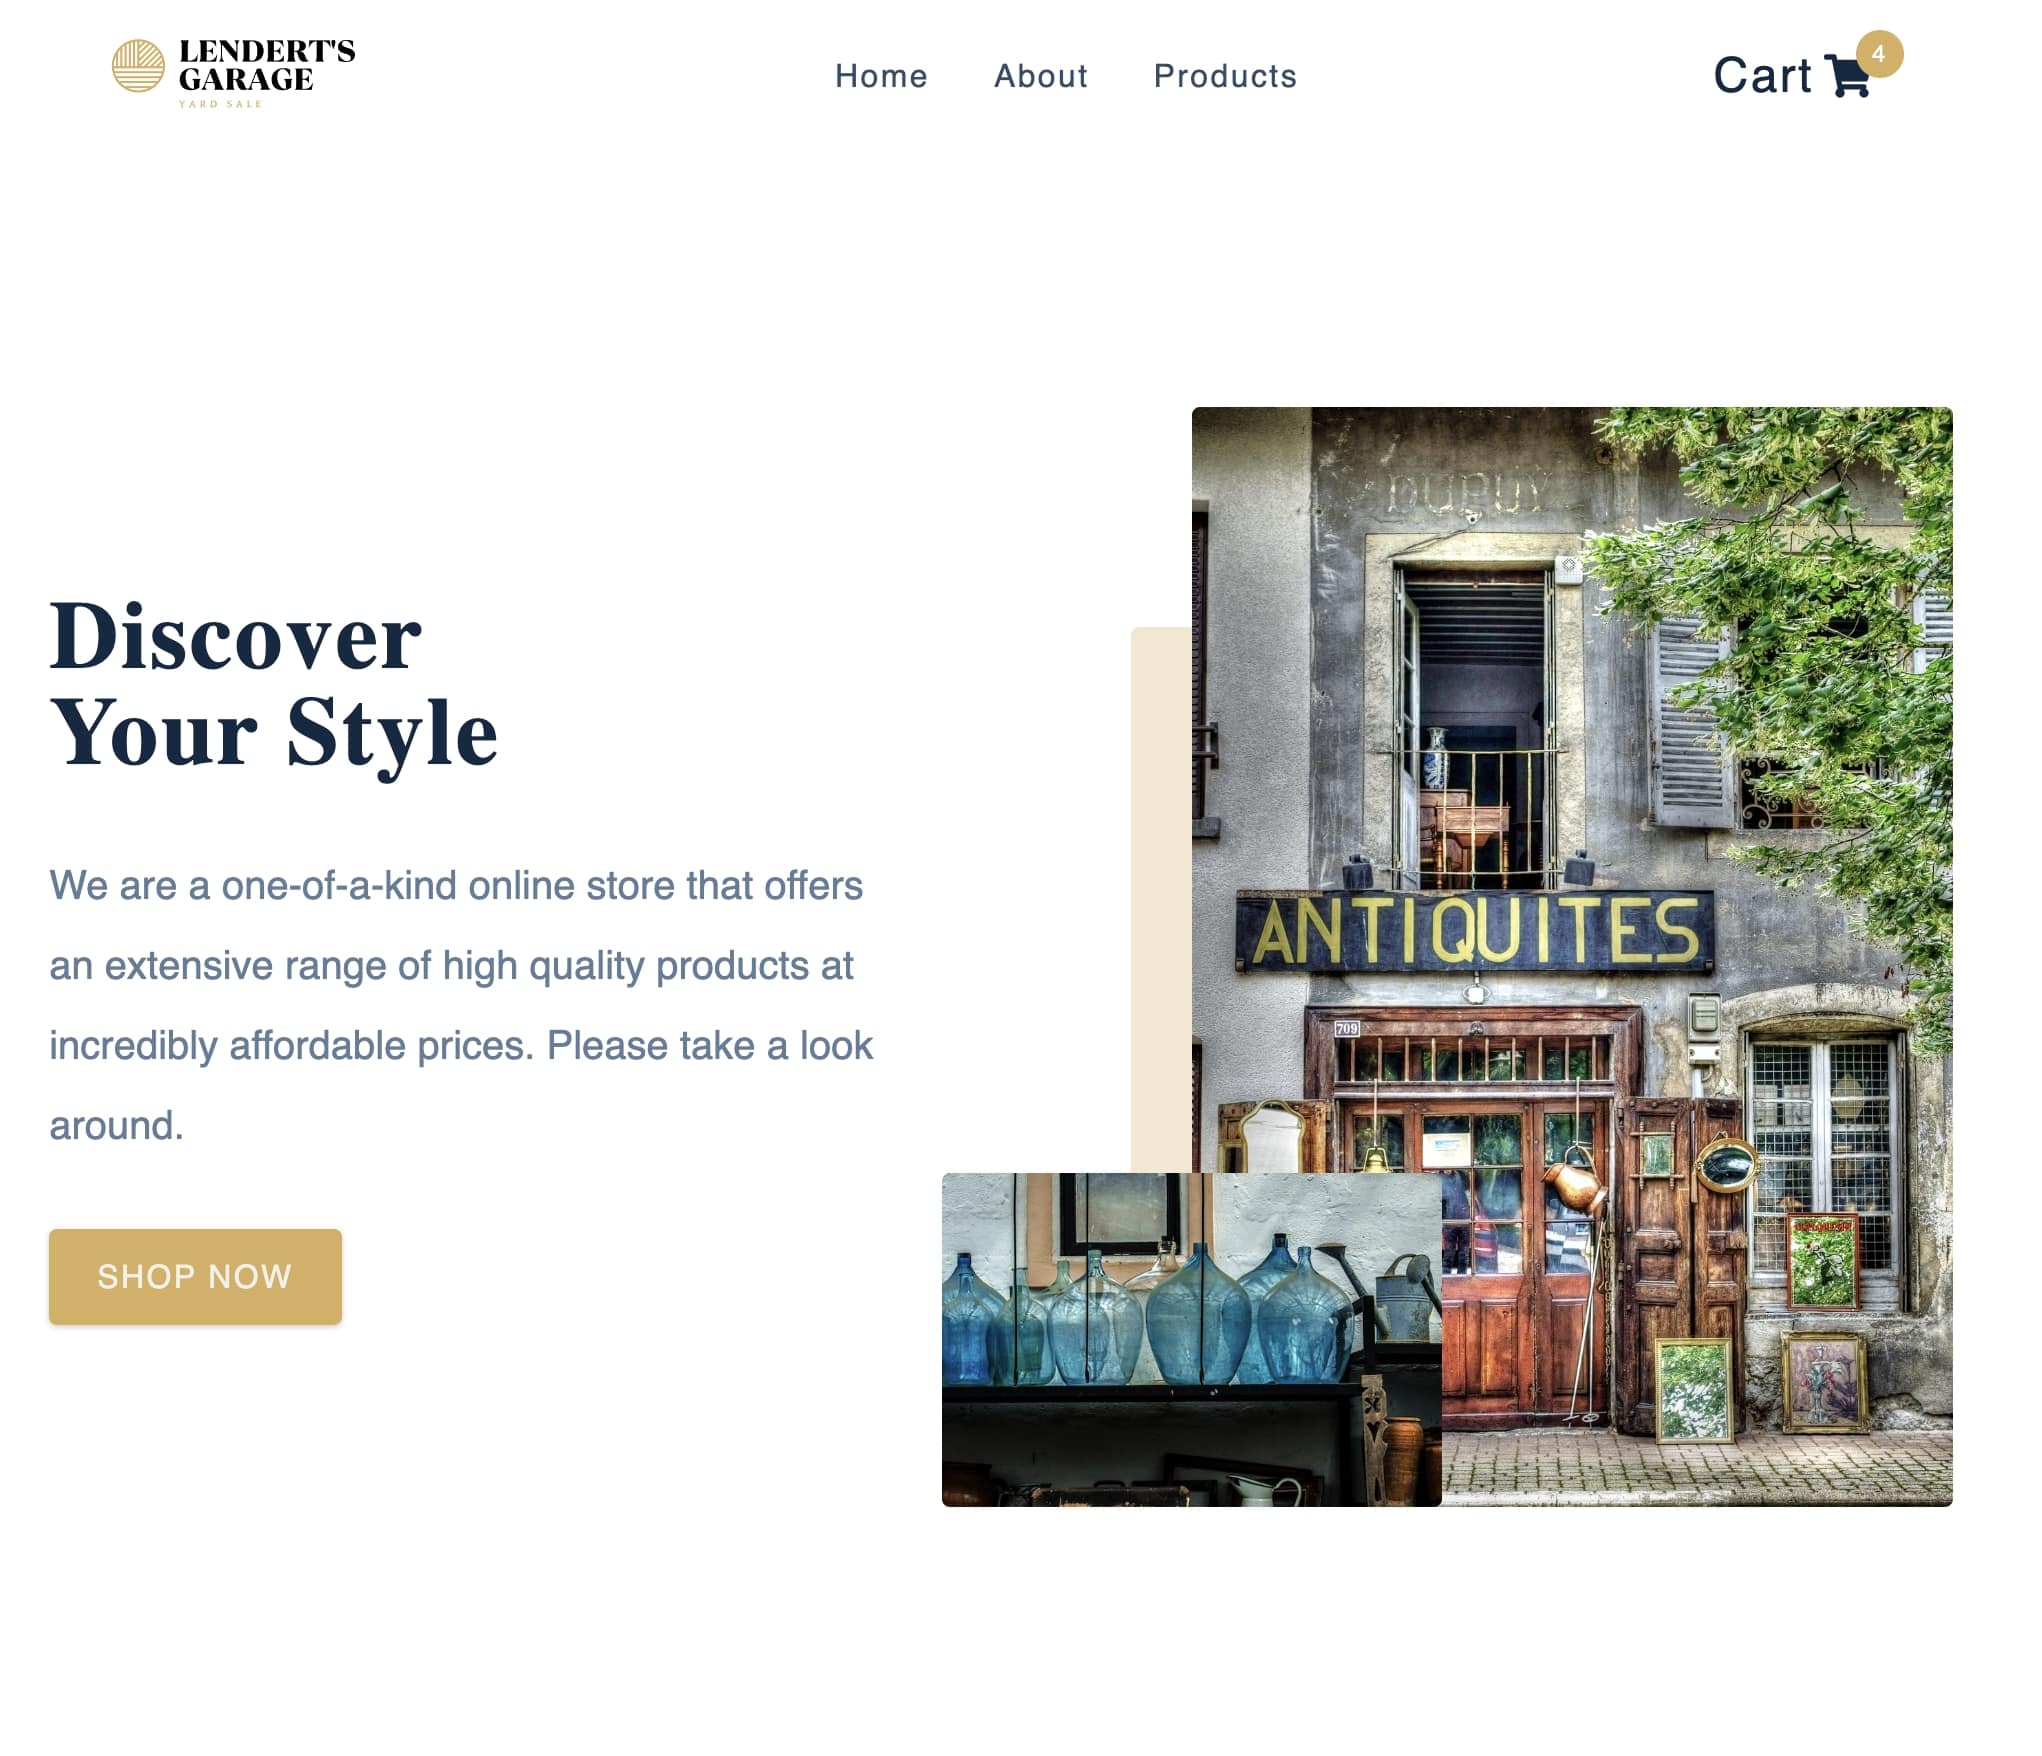 LENDERT'S
GARAGE
YARD SALE
Home About Products
Cart 4
DUPUY
Discover
Your Style
We are a one-of-a-kind online store that offers
an extensive range of high quality products at
incredibly affordable prices. Please take a look
around.
SHOP NOW
ANTIQUITES
709